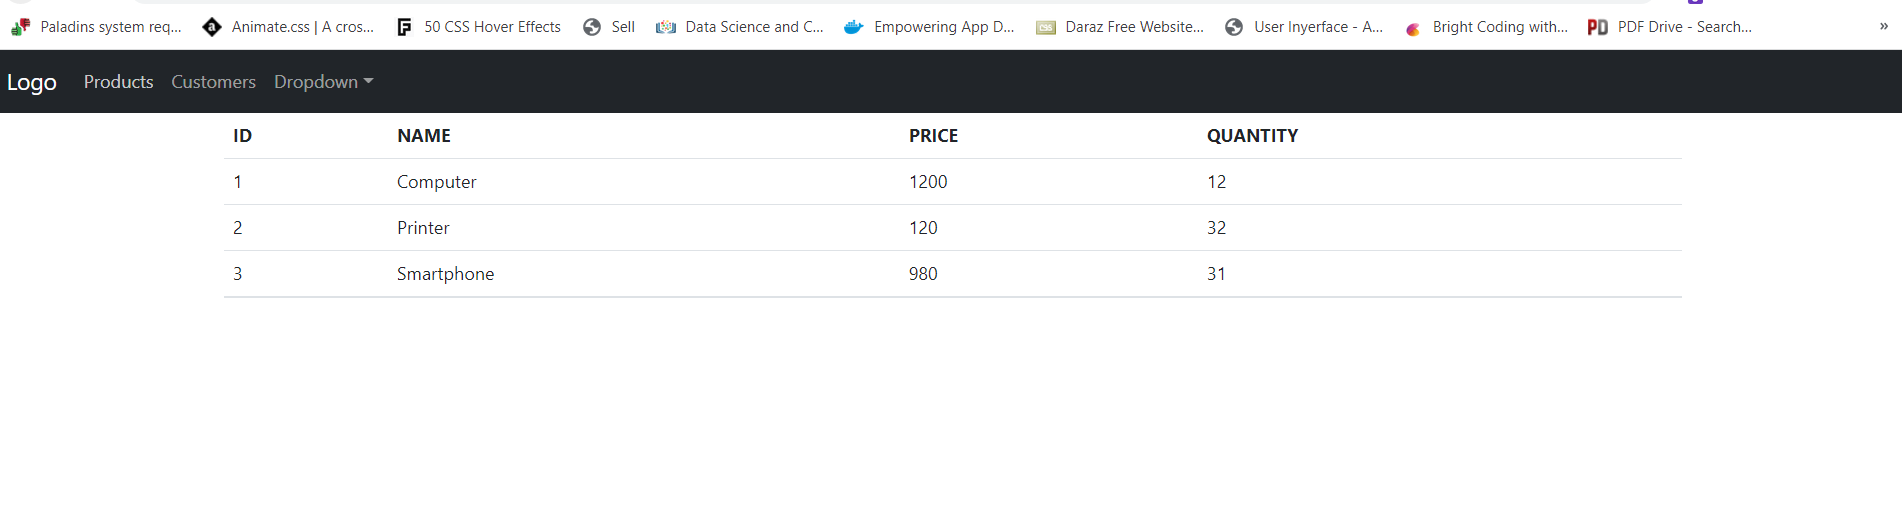 Paladins system req... Animate.css | A cros... 50 CSS Hover Effects Sell Data Science and C... Empowering App D... Daraz Free Website... User Inyerface - A... Bright Coding with... PDF Drive - Search... »
Logo Products Customers Dropdown
ID NAME PRICE QUANTITY
1 Computer 1200 12
2 Printer 120 32
3 Smartphone 980 31